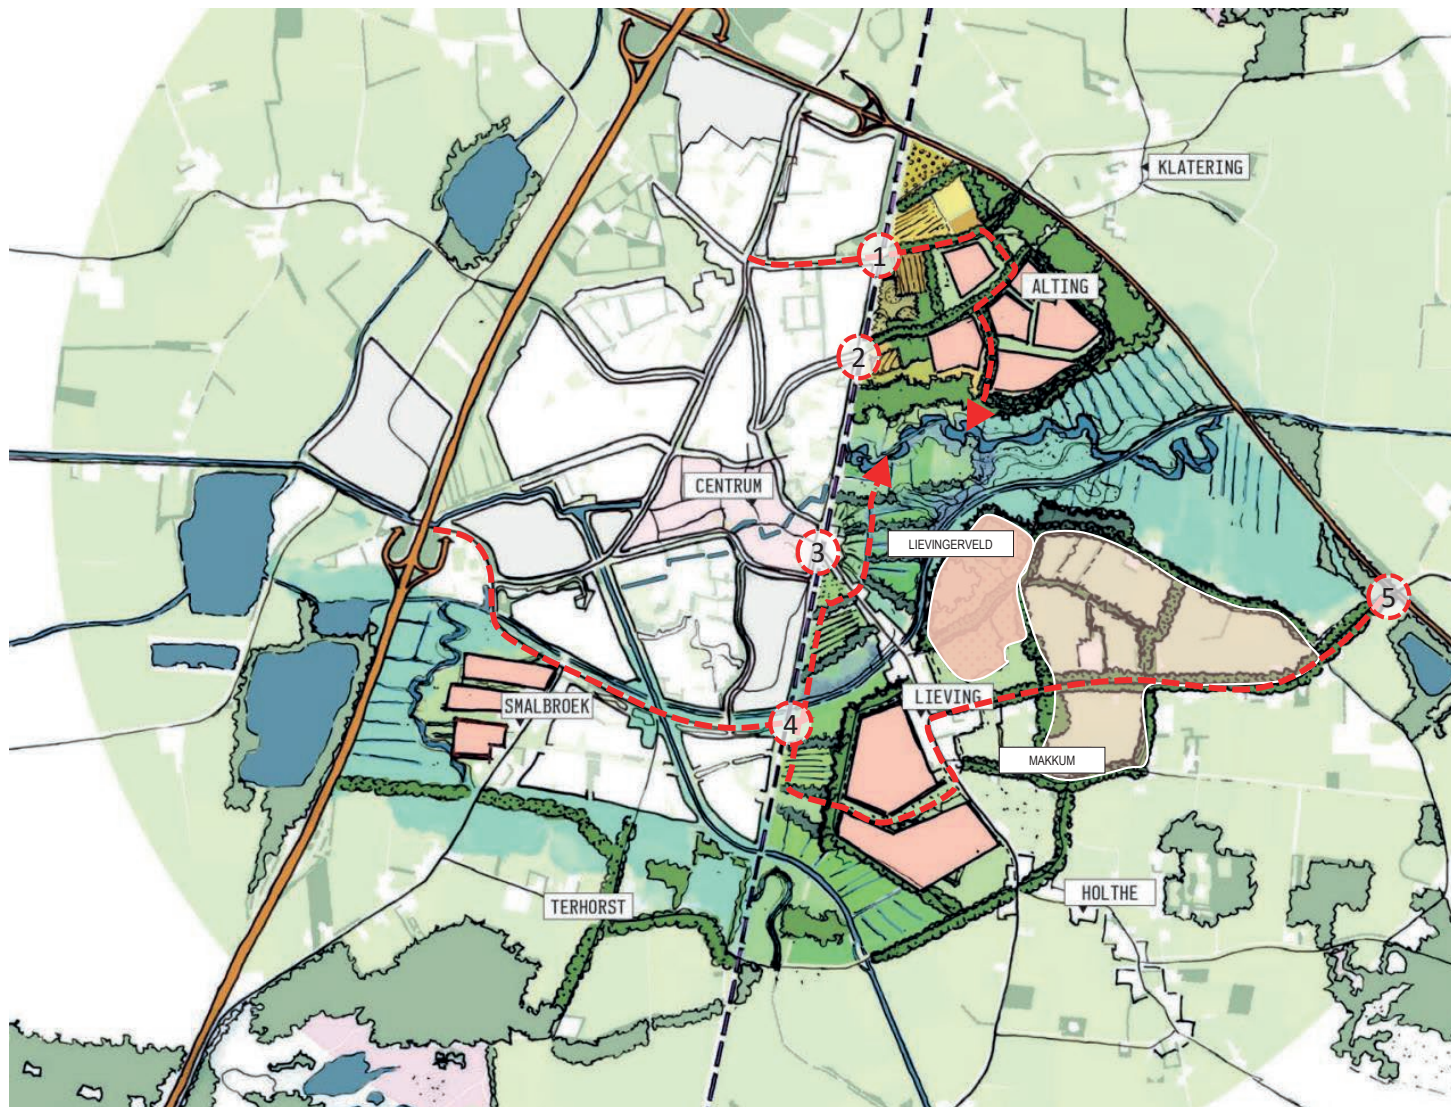 KLATERING
1
ALTING
2
CENTRUM
LIEVINGERVELD
3
5
LIEVING
SMALBROEK
4
MAKKUM
HOLTHE
TERHORST